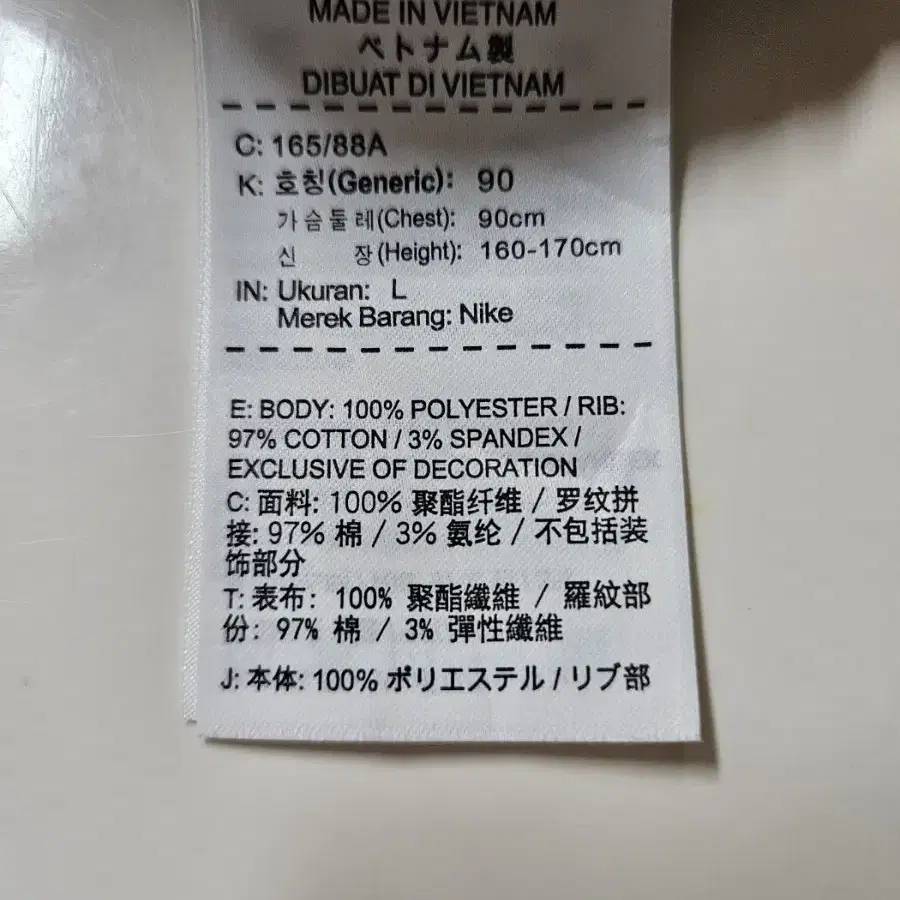 MADE IN VIETNAM
ベトナム製
DIBUAT DI VIETNAM
C: 165/88A
K: 호칭(Generic): 90
가슴둘레(Chest): 90cm
신 장(Height): 160-170cm
IN: Ukuran: L
Merek Barang: Nike
E: BODY: 100% POLYESTER / RIB:
97% COTTON / 3% SPANDEX /
EXCLUSIVE OF DECORATION
C: 面料: 100% 聚酯纤维 / 罗纹拼
接: 97% 棉 / 3% 氨纶 / 不包括装
饰部分
T: 表布: 100% 聚酯纖維 / 羅紋部
份: 97% 棉 / 3% 彈性纖維
J: 本体: 100% ポリエステル / リブ部